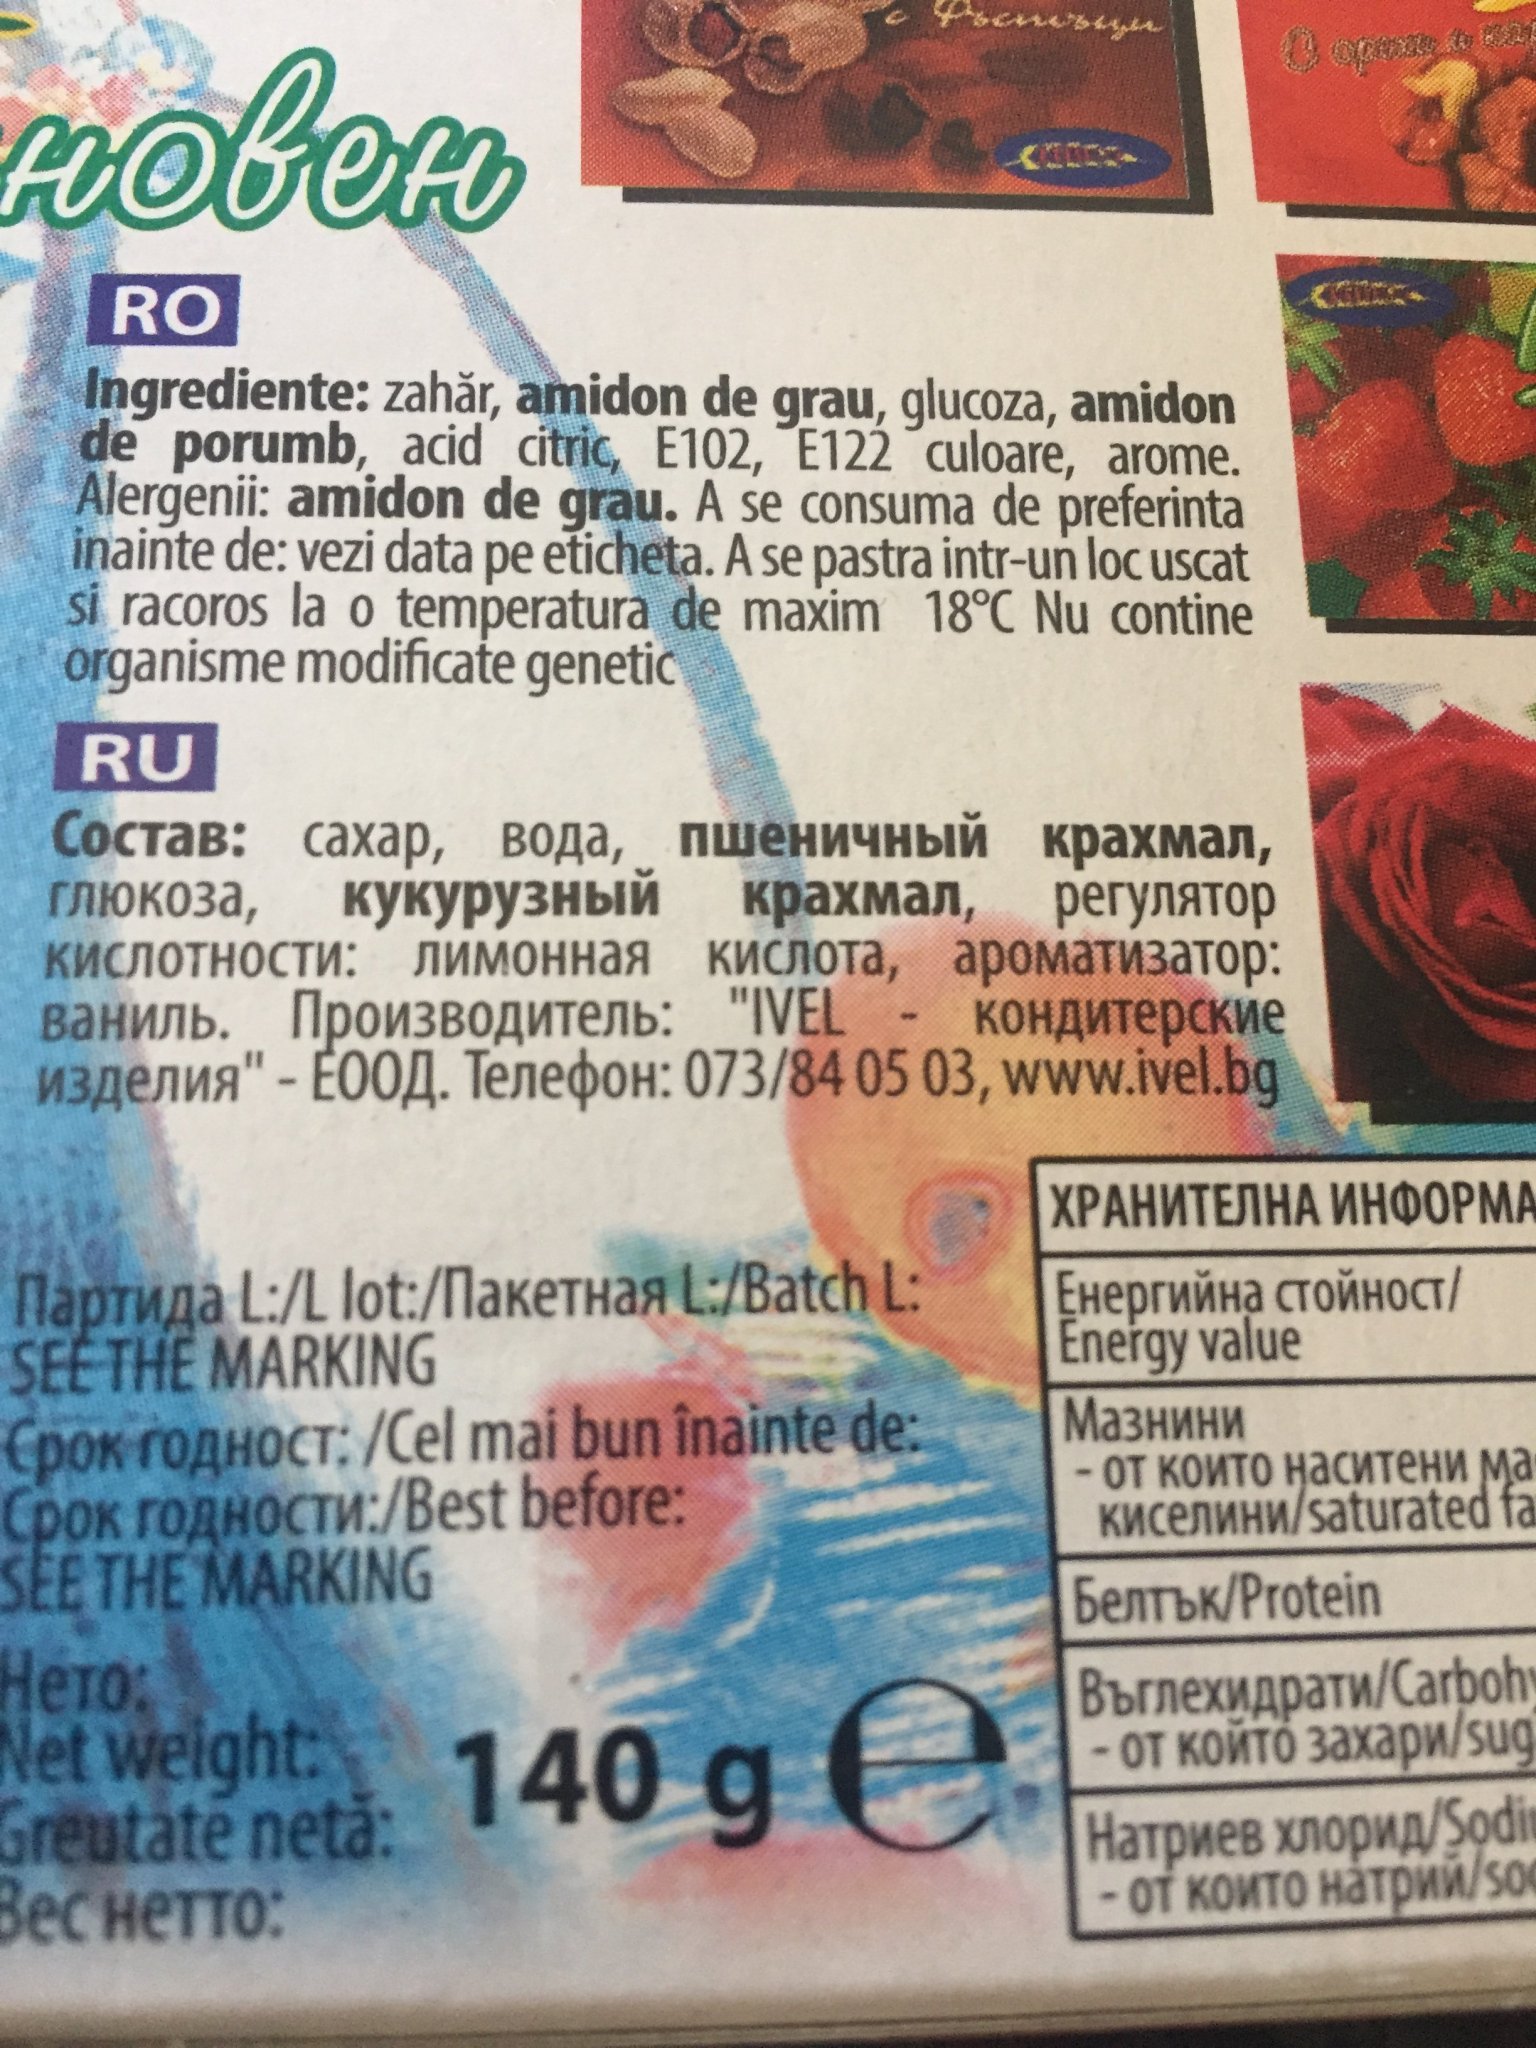 с Фъстъци
новен
RO
Ingrediente: zahăr, amidon de grau, glucoza, amidon
de porumb, acid citric, E102, E122 culoare, arome.
Alergenii: amidon de grau. A se consuma de preferinta
inainte de: vezi data pe eticheta. A se pastra intr-un loc uscat
si racoros la o temperatura de maxim 18°C Nu contine
organisme modificate genetic
RU
Состав: сахар, вода, пшеничный крахмал,
глюкоза, кукурузный крахмал, регулятор
кислотности: лимонная кислота, ароматизатор:
ваниль. Производитель: "IVEL - кондитерские
изделия" - ЕООД. Телефон: 073/84 05 03, www.ivel.bg
Партида L:/L lot:/Пакетная L:/Batch L:
SEE THE MARKING
Срок годност: /Cel mai bun înainte de:
Срок годности:/Best before:
SEE THE MARKING
Нето:
Net weight:
Greutate netă:
Вес нетто:
140 g e
ХРАНИТЕЛНА ИНФОРМА
Енергийна стойност/
Energy value
Мазнини
- от които наситени ма
киселини/saturated fa
Белтък/Protein
Въглехидрати/Carbohy
- от който захари/sug
Натриев хлорид/Sodi
- от които натрий/so